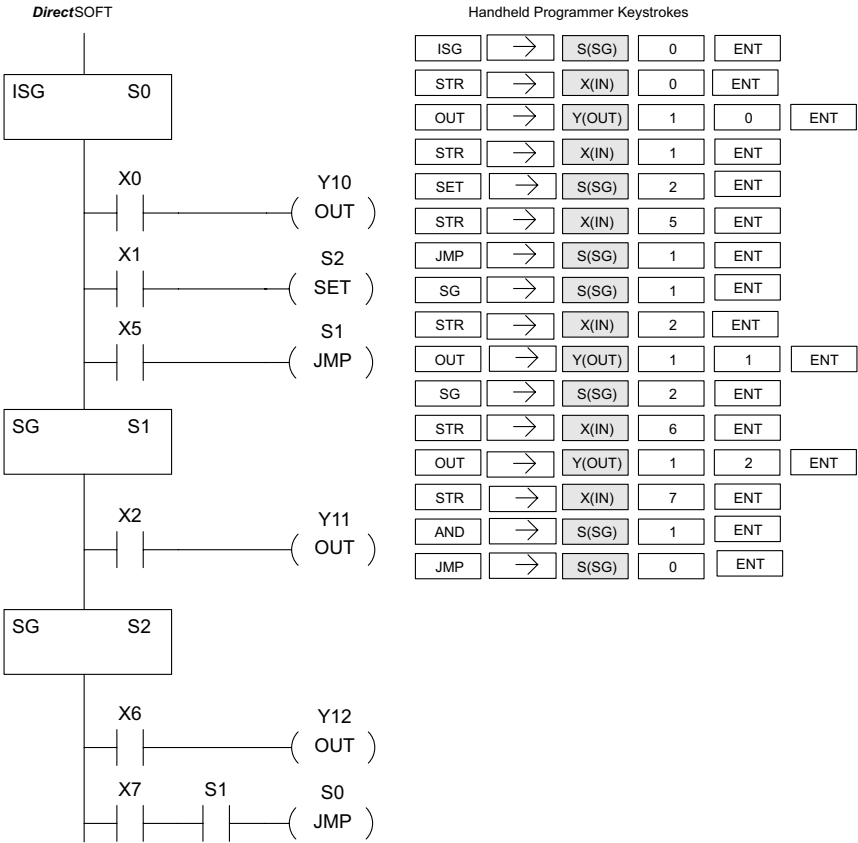 DirectSOFT
ISG S0
X0 Y10
OUT
X1 S2
SET
X5 S1
JMP
SG S1
X2 Y11
OUT
SG S2
X6 Y12
OUT
X7 S1 S0
JMP
Handheld Programmer Keystrokes
ISG → S(SG) 0 ENT
STR → X(IN) 0 ENT
OUT → Y(OUT) 1 0 ENT
STR → X(IN) 1 ENT
SET → S(SG) 2 ENT
STR → X(IN) 5 ENT
JMP → S(SG) 1 ENT
SG → S(SG) 1 ENT
STR → X(IN) 2 ENT
OUT → Y(OUT) 1 1 ENT
SG → S(SG) 2 ENT
STR → X(IN) 6 ENT
OUT → Y(OUT) 1 2 ENT
STR → X(IN) 7 ENT
AND → S(SG) 1 ENT
JMP → S(SG) 0 ENT